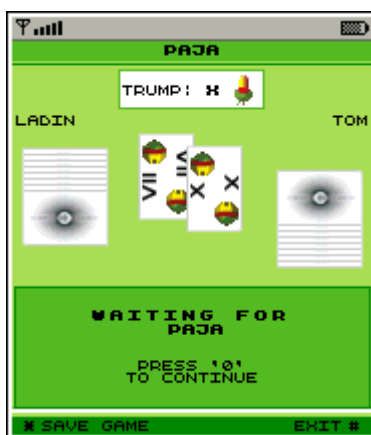 PAJA
TRUMP: X
LADIN
TOM
VII
VII
X
X
WAITING FOR
PAJA
PRESS '0'
TO CONTINUE
* SAVE GAME
EXIT #